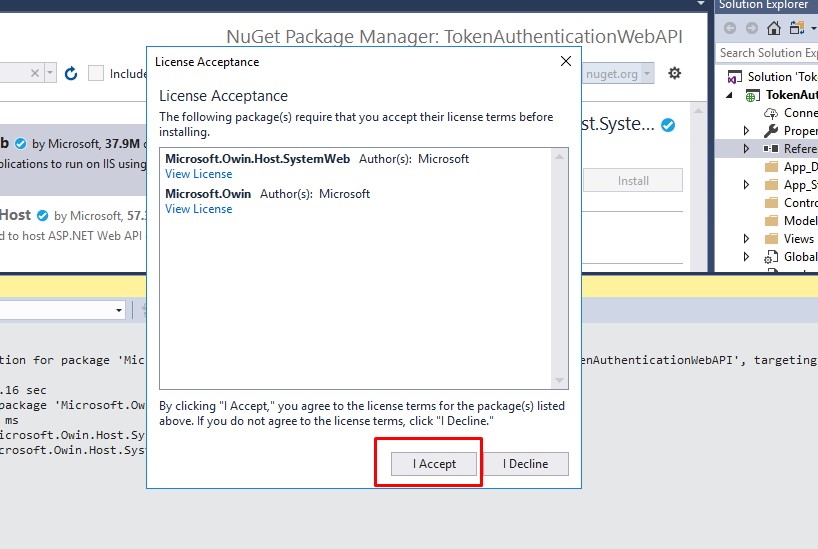 Solution Explorer
NuGet Package Manager: TokenAuthenticationWebAPI
Include
nuget.org
Search Solution Exp
License Acceptance
License Acceptance
The following package(s) require that you accept their license terms before
installing.
Microsoft.Owin.Host.SystemWeb Author(s): Microsoft
View License
Microsoft.Owin Author(s): Microsoft
View License
By clicking "I Accept," you agree to the license terms for the package(s) listed
above. If you do not agree to the license terms, click "I Decline."
I Accept
I Decline
b by Microsoft, 37.9M
plications to run on IIS using
Host by Microsoft, 57.
d to host ASP.NET Web API
st.Syste...
Install
Solution 'Tok
TokenAut
Conne
Proper
Refere
App_D
App_S
Contro
Model
Views
Global
tion for package 'Mic
enAuthenticationWebAPI', targeting
.16 sec
package 'Microsoft.Ow
ms
icrosoft.Owin.Host.Sy
crosoft.Owin.Host.Sys